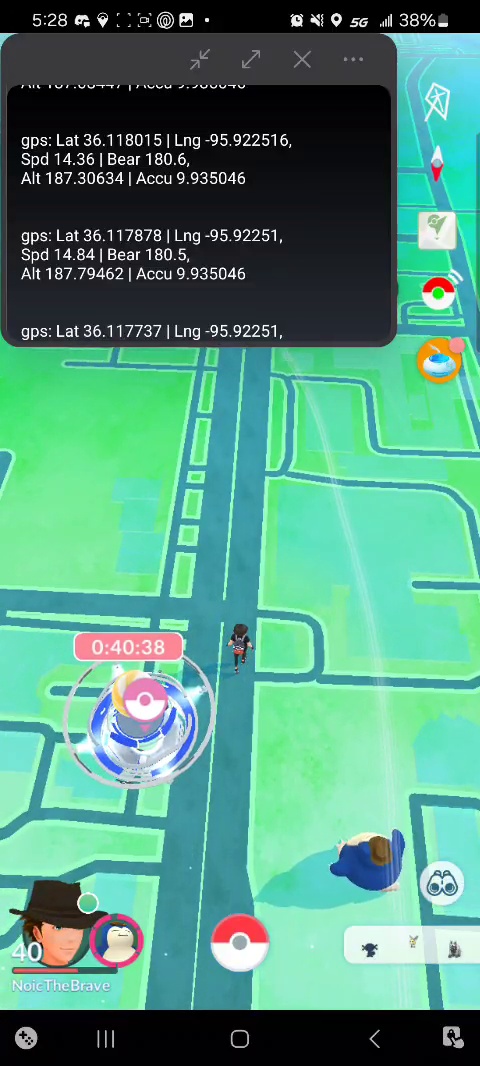 5:28
5G
38%
gps: Lat 36.118015 | Lng -95.922516,
Spd 14.36 | Bear 180.6,
Alt 187.30634 | Accu 9.935046
gps: Lat 36.117878 | Lng -95.92251,
Spd 14.84 | Bear 180.5,
Alt 187.79462 | Accu 9.935046
gps: Lat 36.117737 | Lng -95.92251,
0:40:38
40
NoicTheBrave